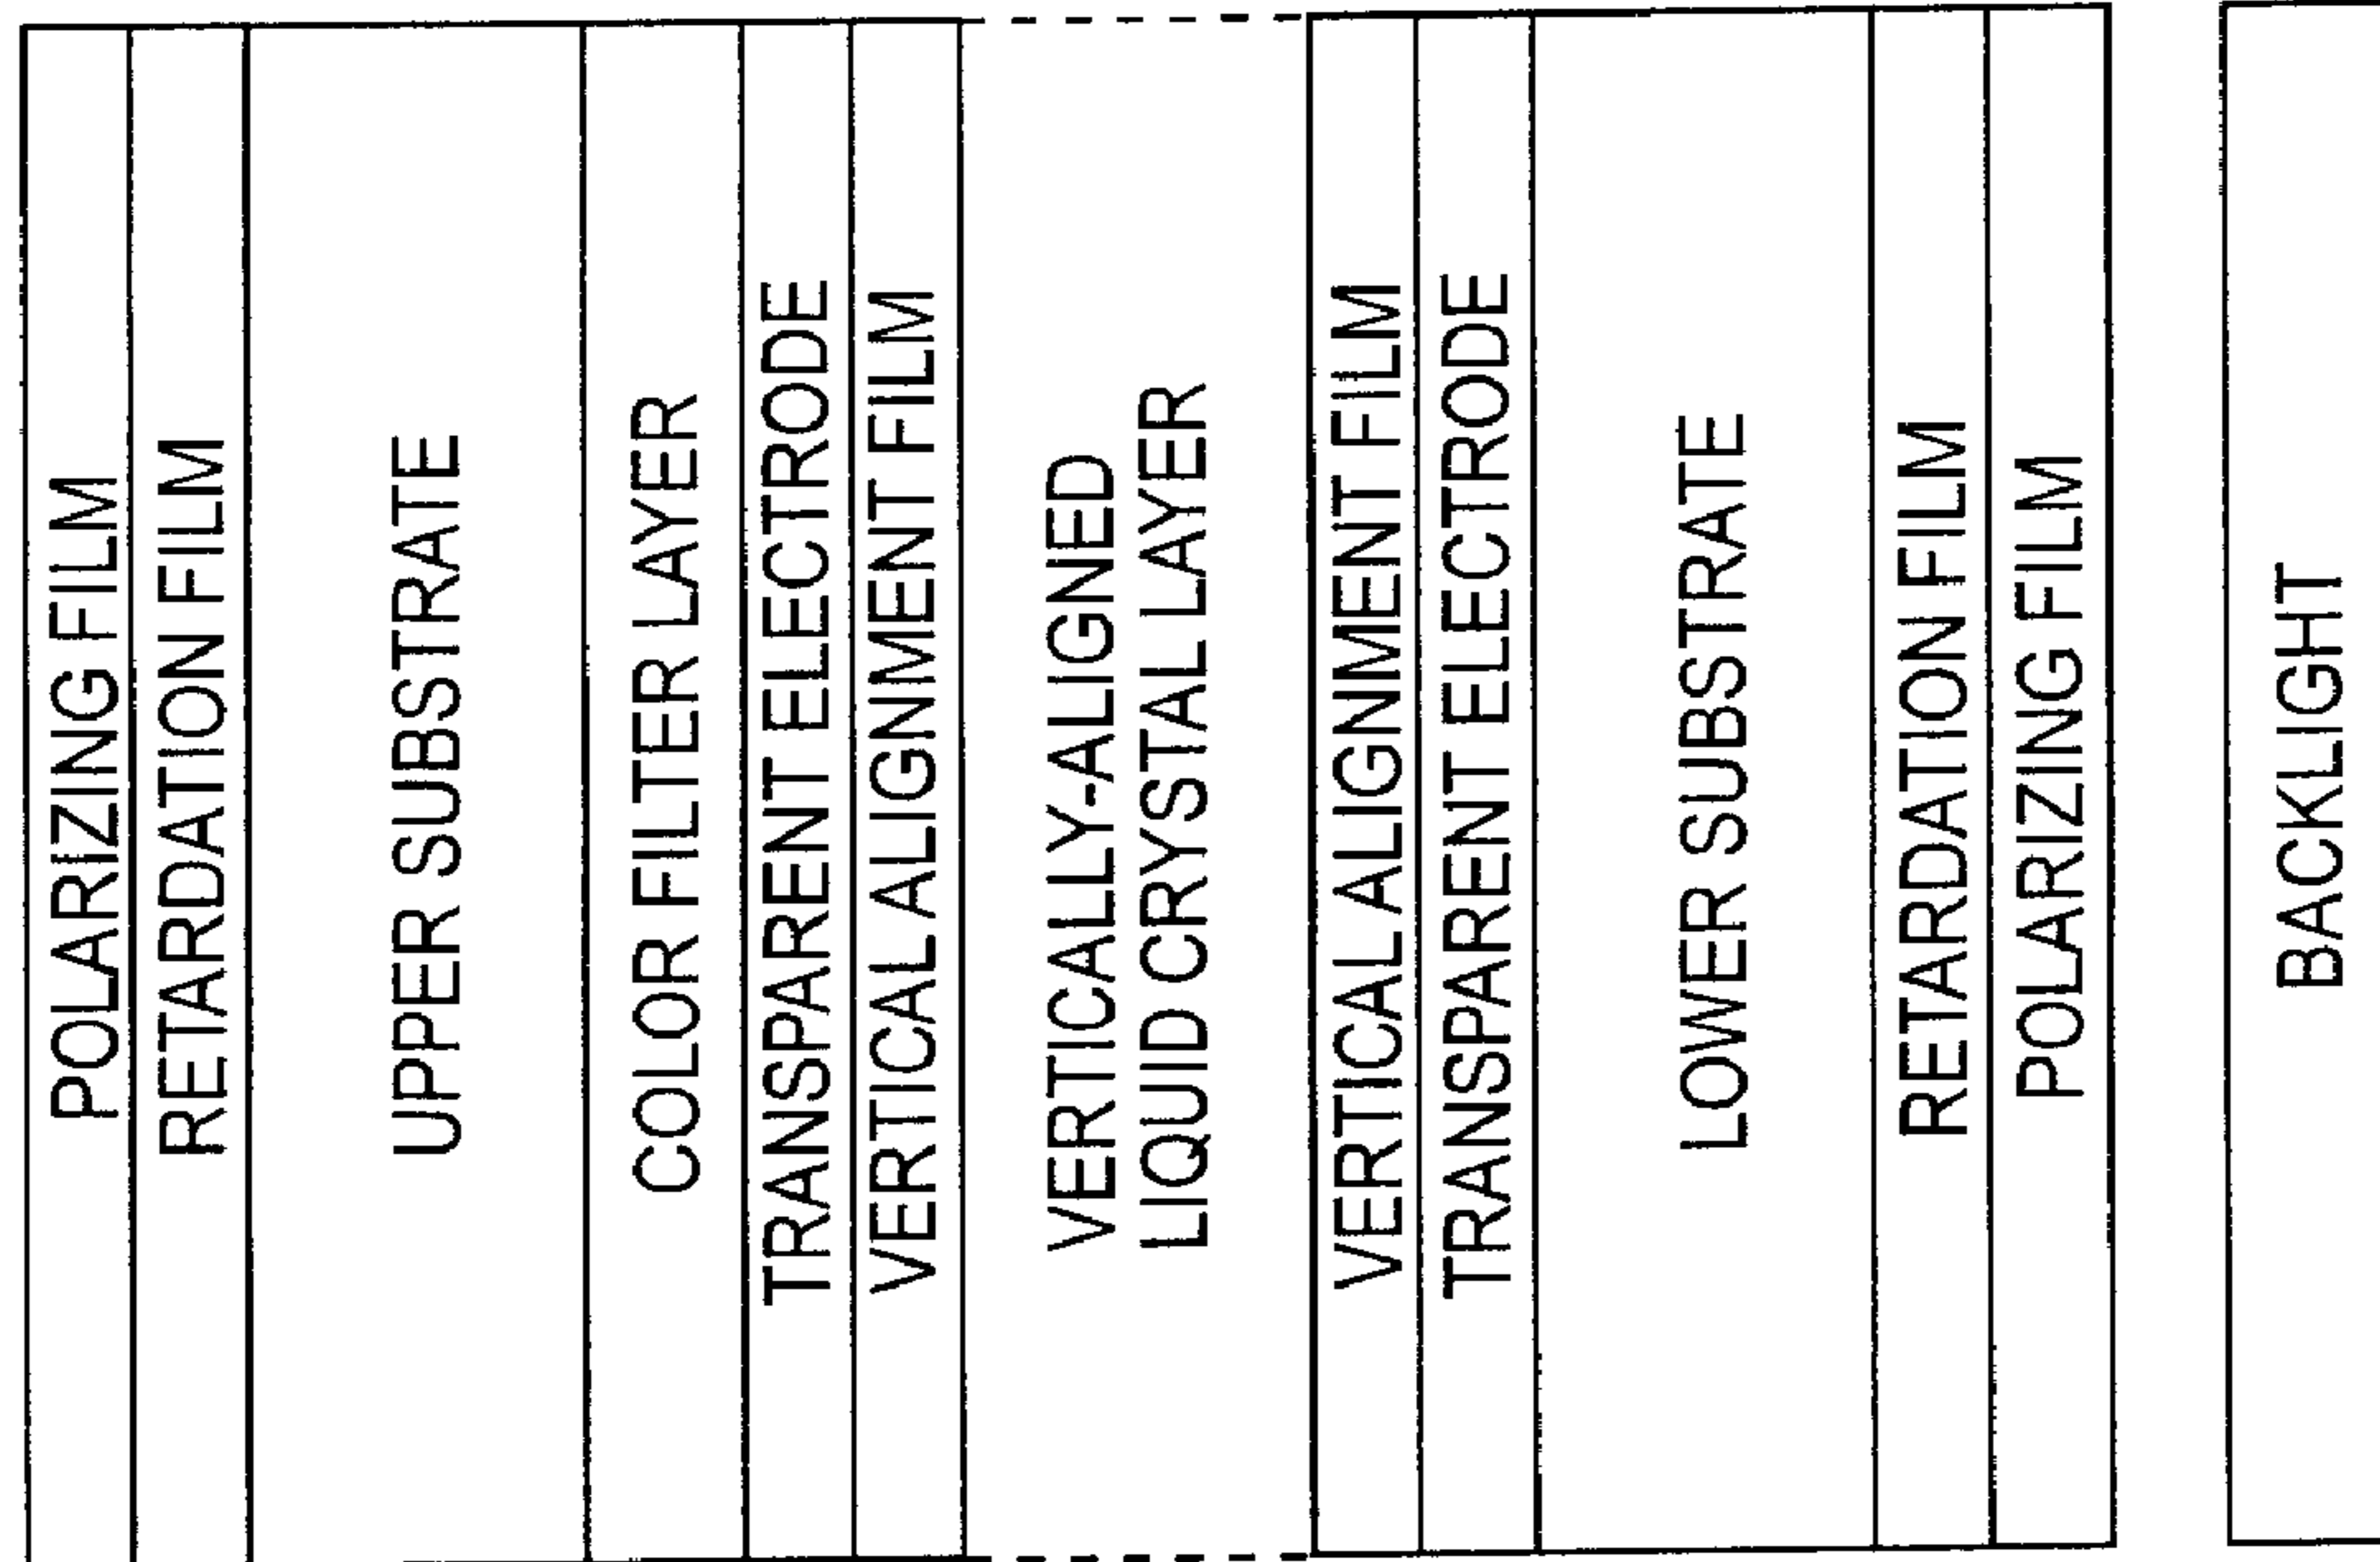 POLARIZING FILM
RETARDATION FILM
UPPER SUBSTRATE
COLOR FILTER LAYER
TRANSPARENT ELECTRODE
VERTICAL ALIGNMENT FILM
VERTICALLY-ALIGNED
LIQUID CRYSTAL LAYER
VERTICAL ALIGNMENT FILM
TRANSPARENT ELECTRODE
LOWER SUBSTRATE
RETARDATION FILM
POLARIZING FILM
BACKLIGHT